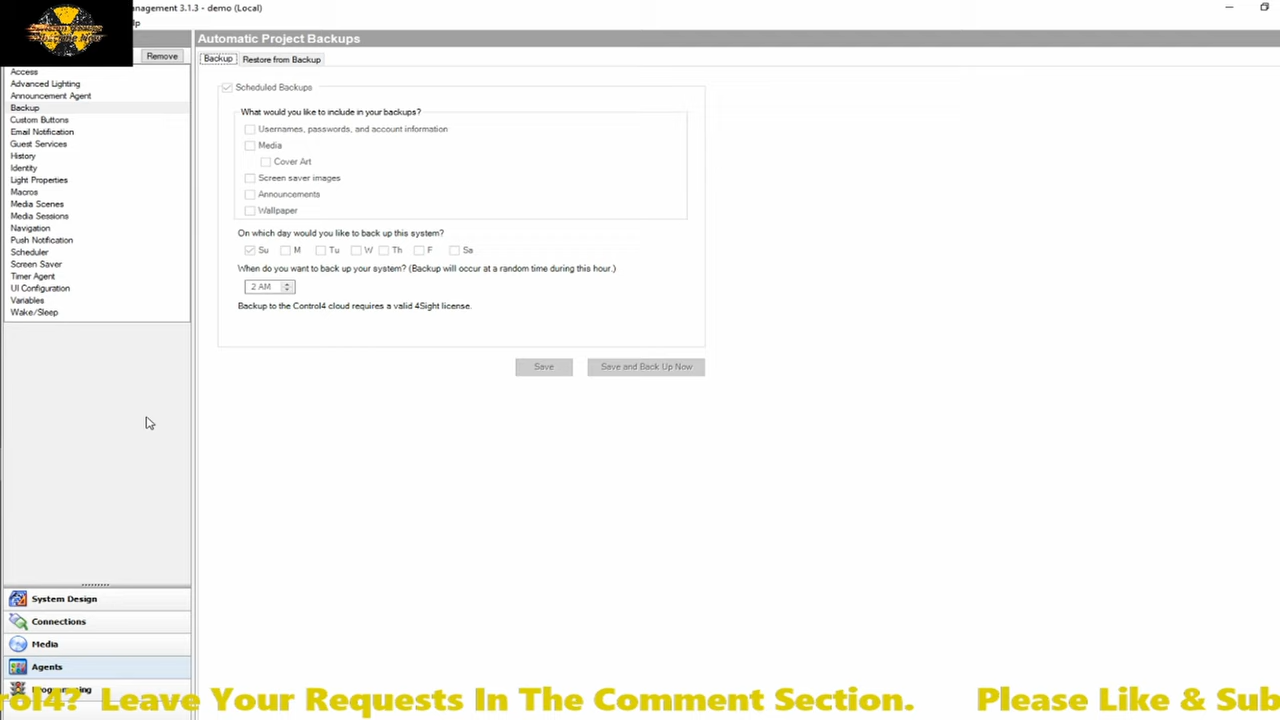 anagement 3.1.3 - demo (Local)
lp
Automatic Project Backups
Remove
Backup
Restore from Backup
Access
Advanced Lighting
Announcement Agent
Backup
Custom Buttons
Email Notification
Guest Services
History
Identity
Light Properties
Macros
Media Scenes
Media Sessions
Navigation
Push Notification
Scheduler
Screen Saver
Timer Agent
UI Configuration
Variables
Wake/Sleep
Scheduled Backups
What would you like to include in your backups?
Usernames, passwords, and account information
Media
Cover Art
Screen saver images
Announcements
Wallpaper
On which day would you like to back up this system?
Su M Tu W Th F Sa
When do you want to back up your system? (Backup will occur at a random time during this hour.)
2 AM
Backup to the Control4 cloud requires a valid 4Sight license.
Save
Save and Back Up Now
System Design
Connections
Media
Agents
Programming
rol4? Leave Your Requests In The Comment Section. Please Like & Sub